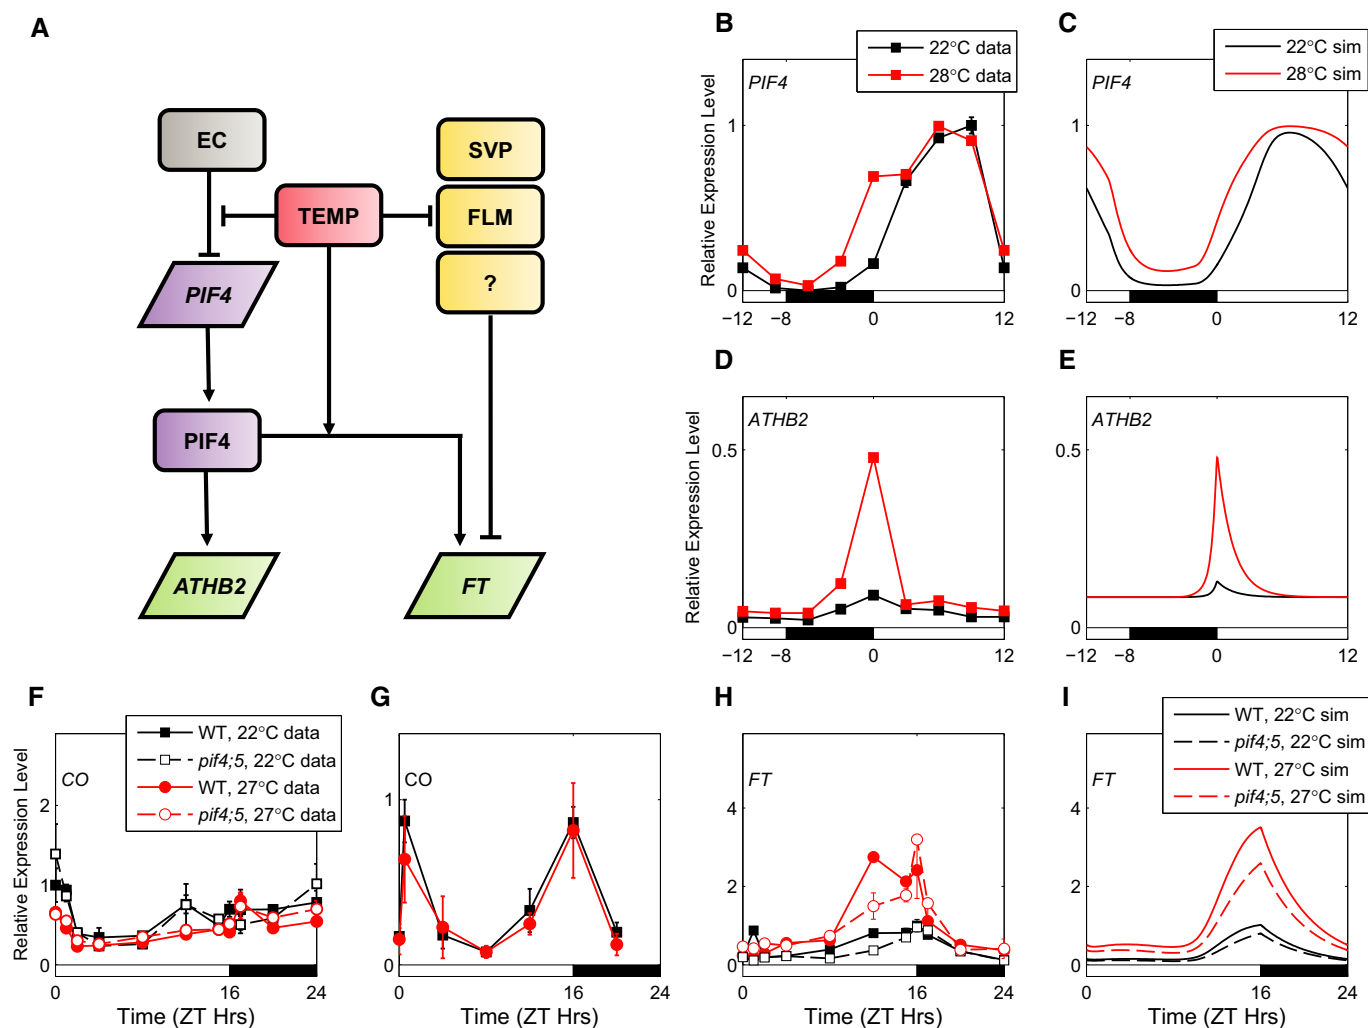 A
EC
TEMP
SVP
FLM
?
PIF4
PIF4
ATHB2
FT
B
22°C data
28°C data
PIF4
Relative Expression Level
1
0
−12 −8 0 12
C
22°C sim
28°C sim
PIF4
1
0
−12 −8 0 12
D
ATHB2
Relative Expression Level
0.5
0
−12 −8 0 12
E
ATHB2
0.5
0
−12 −8 0 12
F
WT, 22°C data
pif4;5, 22°C data
WT, 27°C data
pif4;5, 27°C data
CO
Relative Expression Level
2
1
0
0 16 24
Time (ZT Hrs)
G
CO
1
0
0 16 24
Time (ZT Hrs)
H
FT
4
2
0
0 16 24
Time (ZT Hrs)
I
WT, 22°C sim
pif4;5, 22°C sim
WT, 27°C sim
pif4;5, 27°C sim
FT
4
2
0
0 16 24
Time (ZT Hrs)